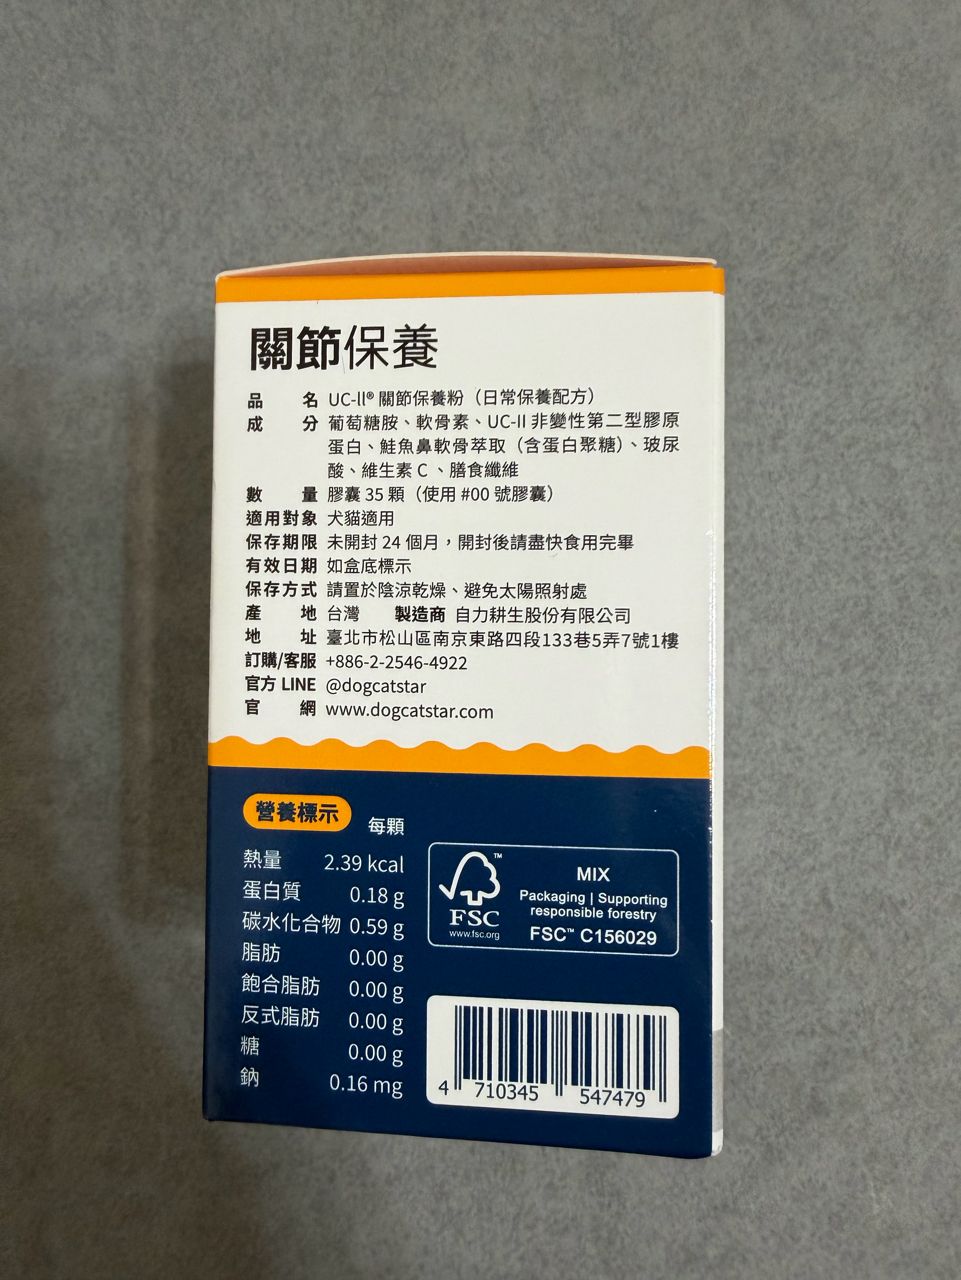 關節保養
品名 UC-II® 關節保養粉（日常保養配方）
成分 葡萄糖胺、軟骨素、UC-II 非變性第二型膠原
蛋白、鮭魚鼻軟骨萃取（含蛋白聚糖）、玻尿
酸、維生素 C 、膳食纖維
數量 膠囊 35 顆（使用 #00 號膠囊）
適用對象 犬貓適用
保存期限 未開封 24 個月，開封後請盡快食用完畢
有效日期 如盒底標示
保存方式 請置於陰涼乾燥、避免太陽照射處
產地 台灣 製造商 自力耕生股份有限公司
地址 臺北市松山區南京東路四段133巷5弄7號1樓
訂購/客服 +886-2-2546-4922
官方 LINE @dogcatstar
官網 www.dogcatstar.com
營養標示 每顆
熱量 2.39 kcal
蛋白質 0.18 g
碳水化合物 0.59 g
脂肪 0.00 g
飽合脂肪 0.00 g
反式脂肪 0.00 g
糖 0.00 g
鈉 0.16 mg
FSC
www.fsc.org
MIX
Packaging | Supporting
responsible forestry
FSC™ C156029
4 710345 547479